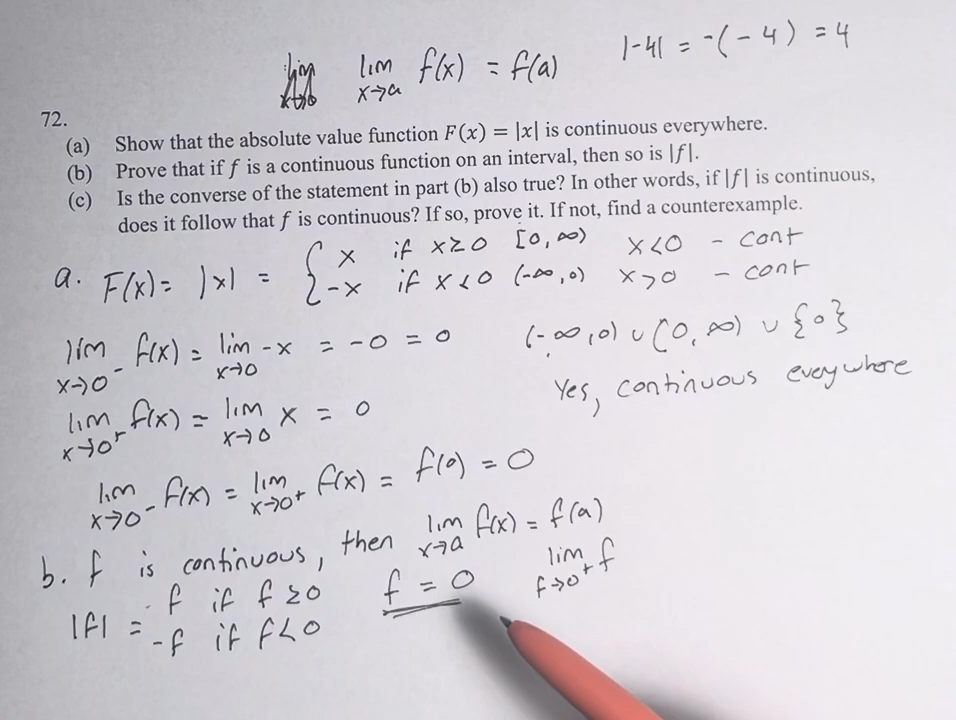 lim x→a f(x) = f(a)
|-4| = -(-4) = 4
72.
(a) Show that the absolute value function F(x) = |x| is continuous everywhere.
(b) Prove that if f is a continuous function on an interval, then so is |f|.
(c) Is the converse of the statement in part (b) also true? In other words, if |f| is continuous,
does it follow that f is continuous? If so, prove it. If not, find a counterexample.
a. F(x) = |x| = { x if x≥0 [0, ∞) x<0 - cont
-x if x<0 (-∞,0) x>0 - cont
lim x→0⁻ f(x) = lim x→0 -x = -0 = 0
(-∞,0) ∪ (0,∞) ∪ {0}
Yes, continuous everywhere
lim x→0⁺ f(x) = lim x→0 x = 0
lim x→0⁻ f(x) = lim x→0⁺ f(x) = f(0) = 0
b. f is continuous, then lim x→a f(x) = f(a)
|f| = f if f≥0 f = 0 lim f→0⁺ f
-f if f<0